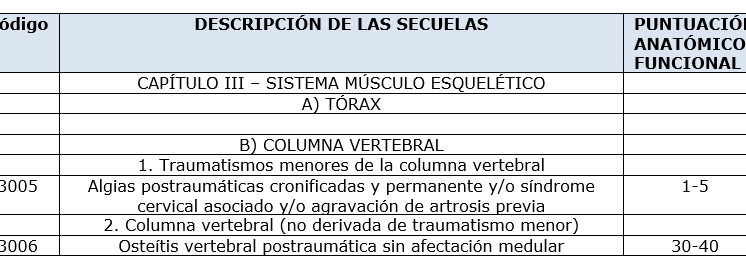 ódigo DESCRIPCIÓN DE LAS SECUELAS PUNTUACIÓN
ANATÓMICO
FUNCIONAL
CAPÍTULO III – SISTEMA MÚSCULO ESQUELÉTICO
A) TÓRAX
B) COLUMNA VERTEBRAL
1. Traumatismos menores de la columna vertebral
3005 Algias postraumáticas cronificadas y permanente y/o síndrome 1-5
cervical asociado y/o agravación de artrosis previa
2. Columna vertebral (no derivada de traumatismo menor)
3006 Osteítis vertebral postraumática sin afectación medular 30-40